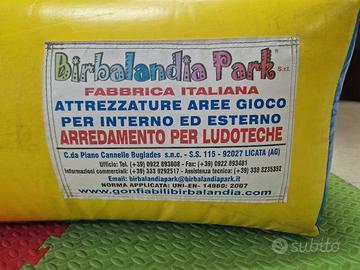 Birbalandia Park® S.r.l.
FABBRICA ITALIANA
ATTREZZATURE AREE GIOCO
PER INTERNO ED ESTERNO
ARREDAMENTO PER LUDOTECHE
C.da Piano Cannelle Bugiades s.n.c. - S.S. 115 - 92027 LICATA (AG)
Ufficio: Tel. (+39) 0922 893808 - Fax: (+39) 0922 893481
Informazioni commerciali: (+39) 333 9292517 - Assistenza tecnica: (+39) 338 8235352
Email: birbalandiapark@birbalandiapark.it
NORMA APPLICATA: UNI-EN- 14960: 2007
www.gonfiabilibirbalandia.com
subito